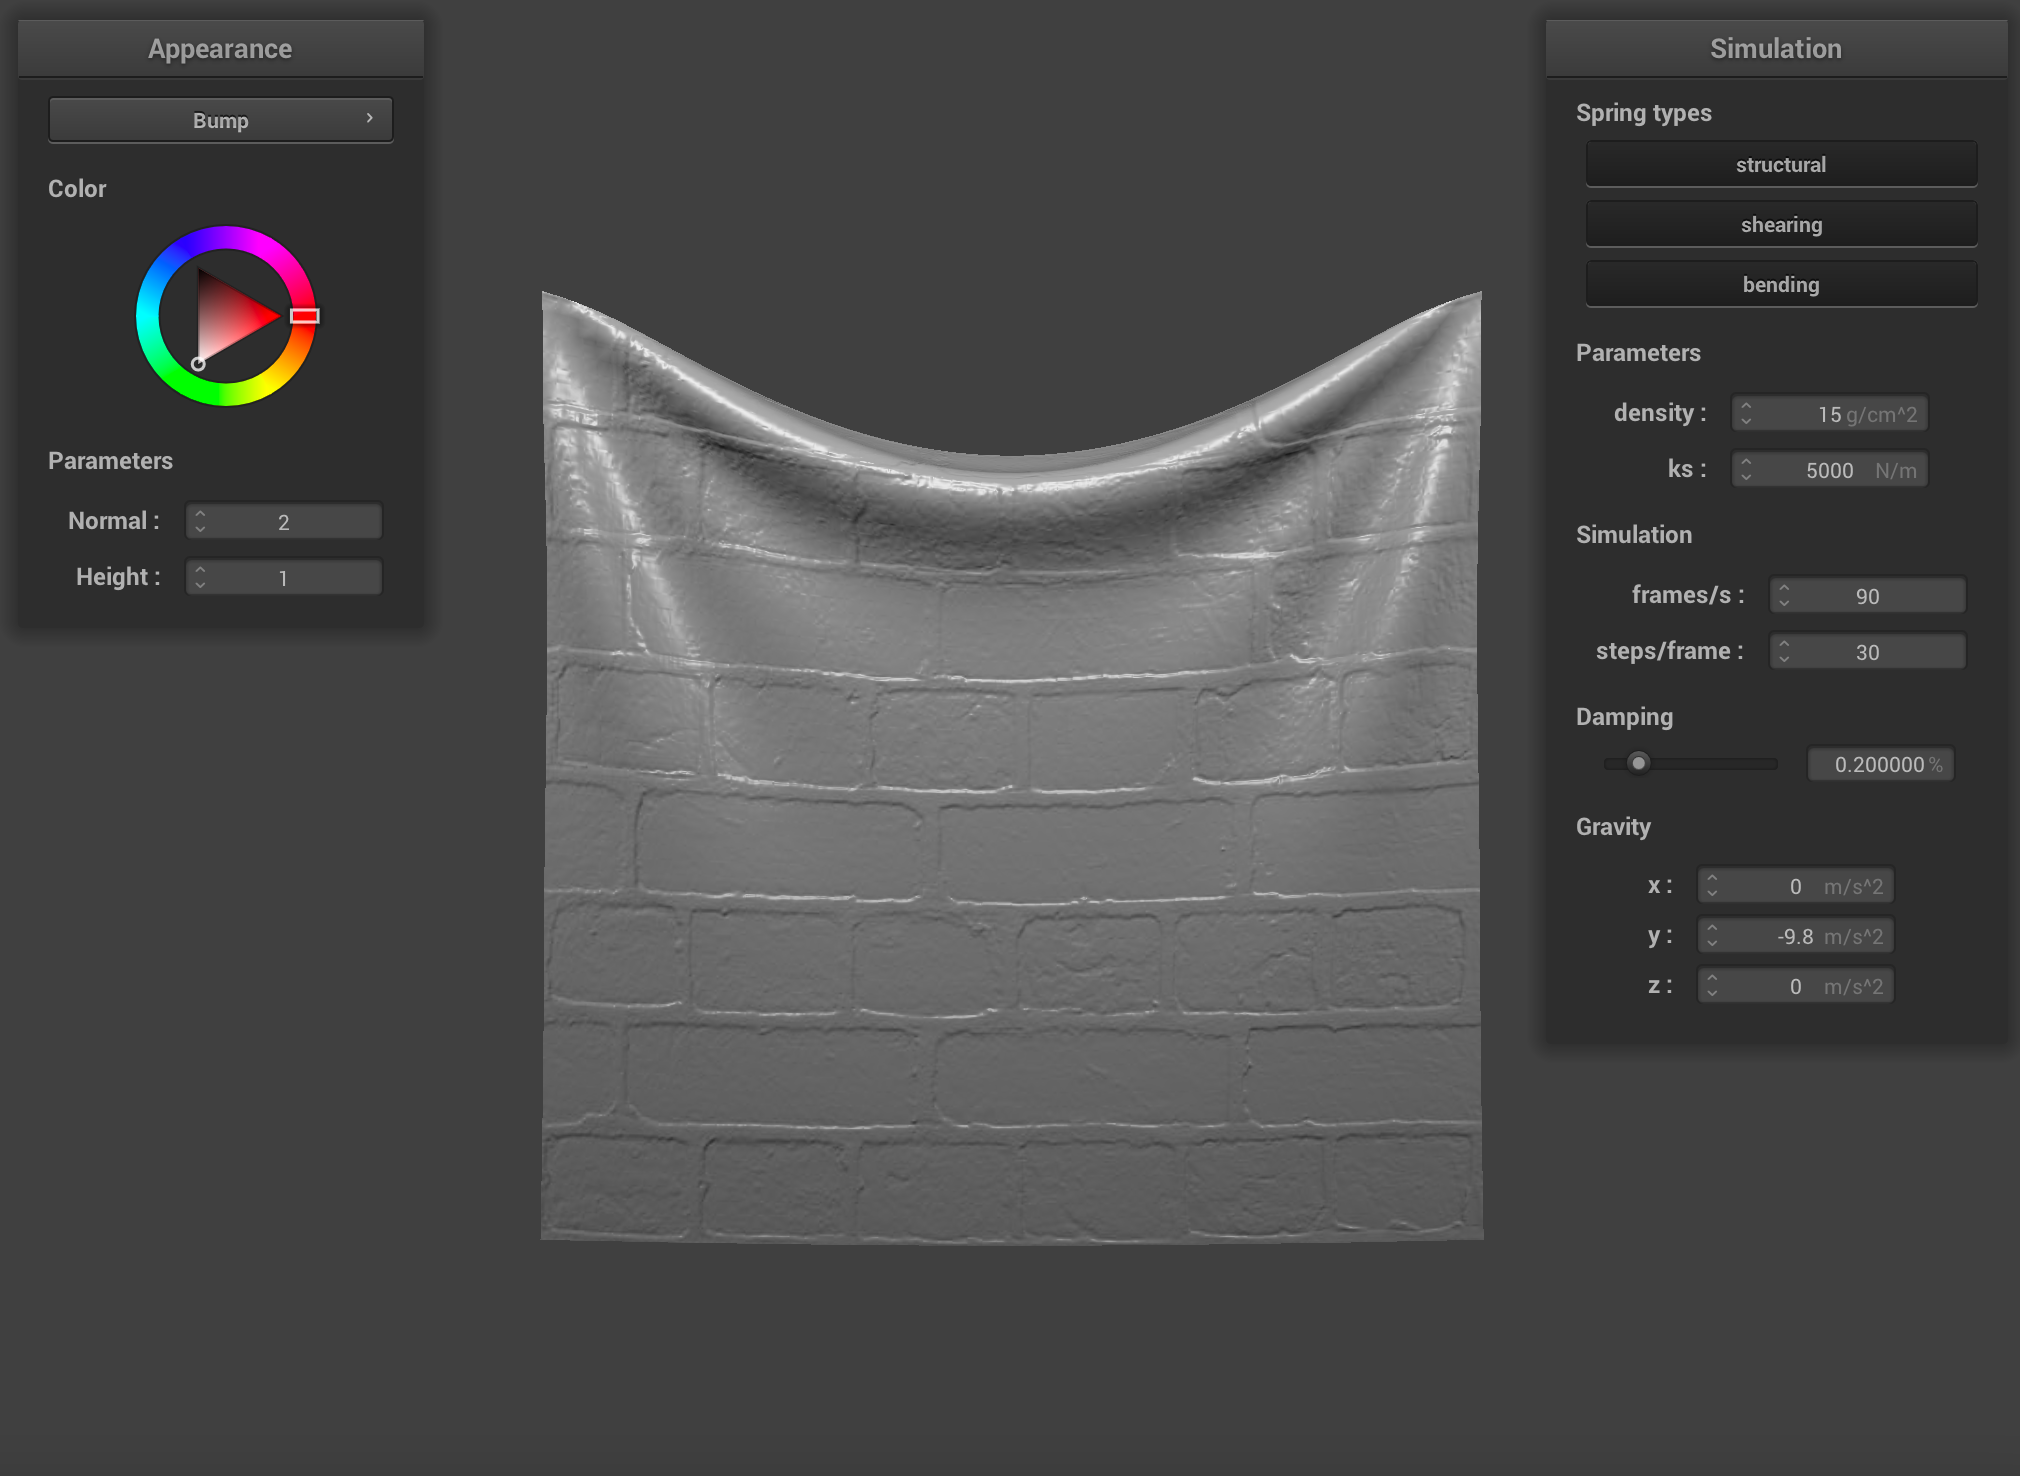 Appearance
Bump
Color
Parameters
Normal : 2
Height : 1
Simulation
Spring types
structural
shearing
bending
Parameters
density : 15 g/cm^2
ks : 5000 N/m
Simulation
frames/s : 90
steps/frame : 30
Damping
0.200000 %
Gravity
x : 0 m/s^2
y : -9.8 m/s^2
z : 0 m/s^2